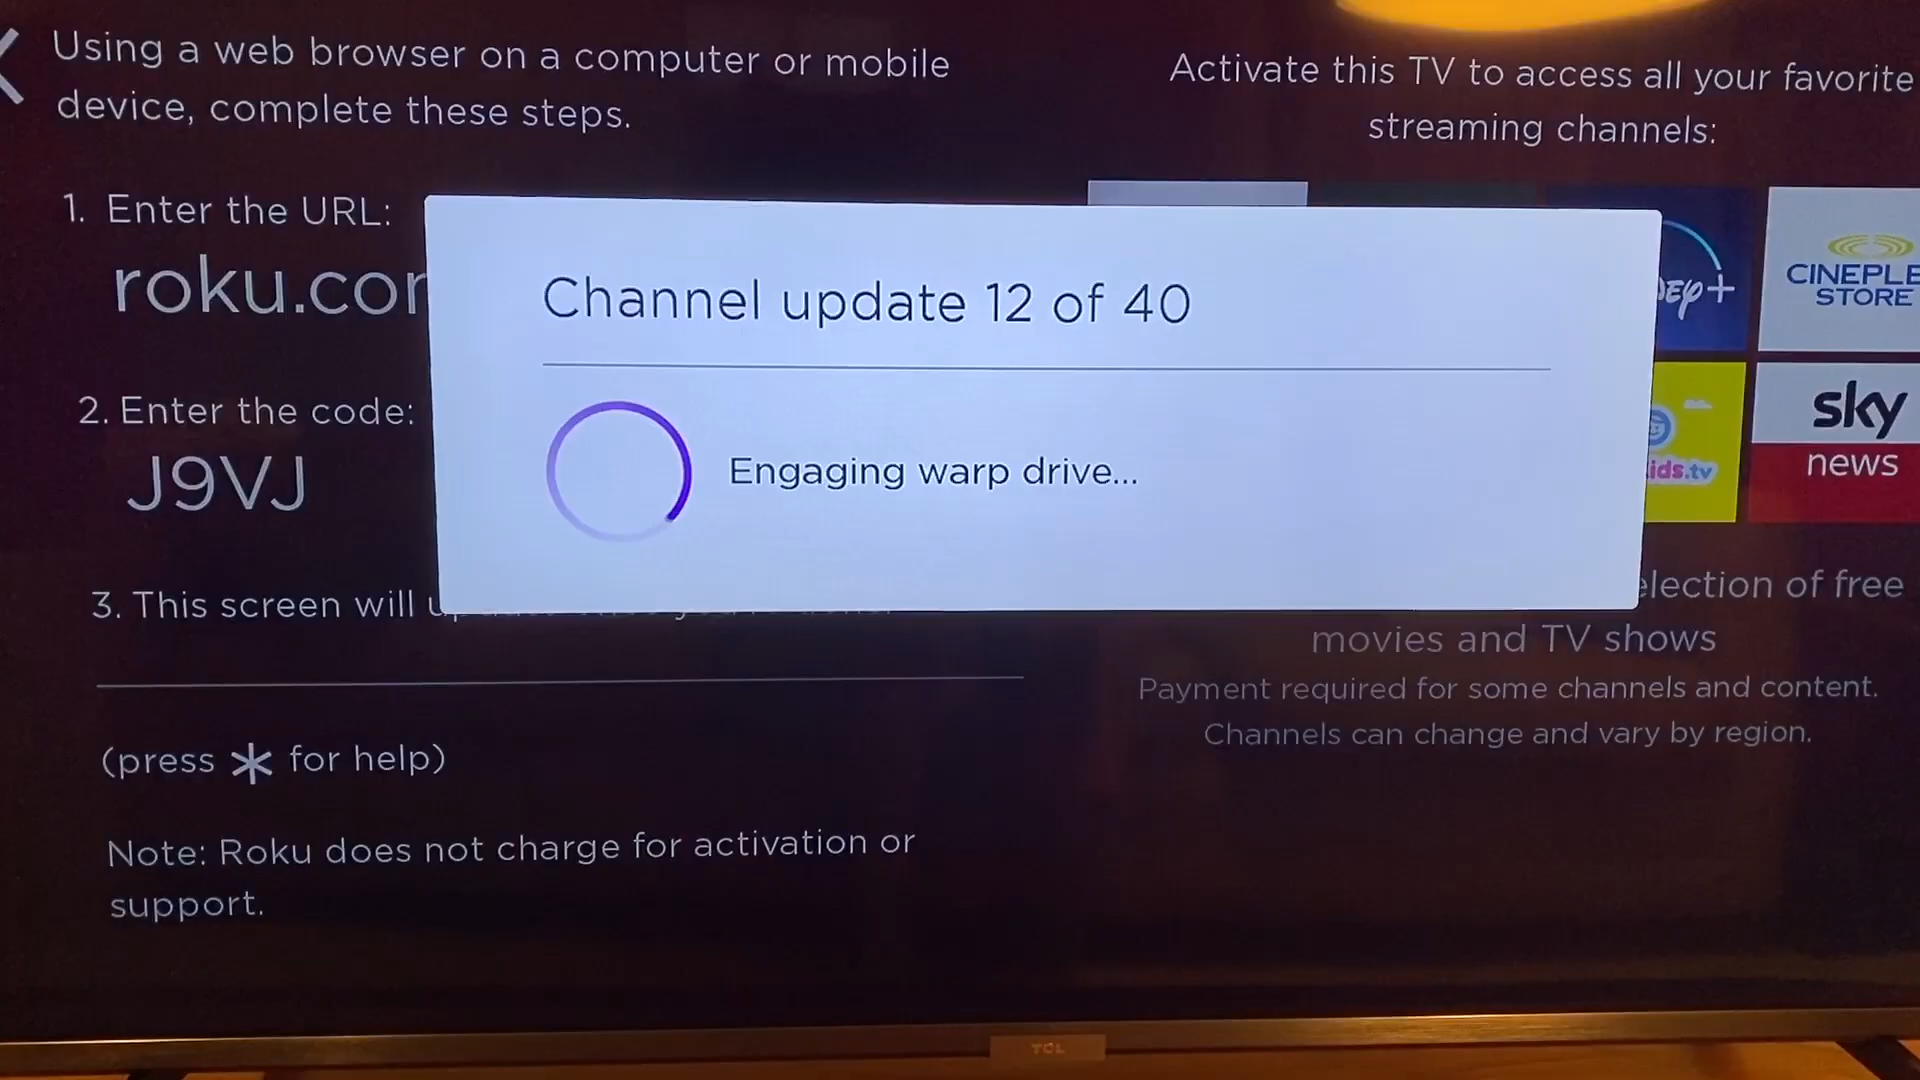 Using a web browser on a computer or mobile
device, complete these steps.
1. Enter the URL:
roku.co
2. Enter the code:
J9VJ
3. This screen will
(press * for help)
Note: Roku does not charge for activation or
support.
Activate this TV to access all your favorite
streaming channels:
Channel update 12 of 40
Engaging warp drive...
CINEPLE
STORE
ids.tv
sky
news
election of free
movies and TV shows
Payment required for some channels and content.
Channels can change and vary by region.
TCL